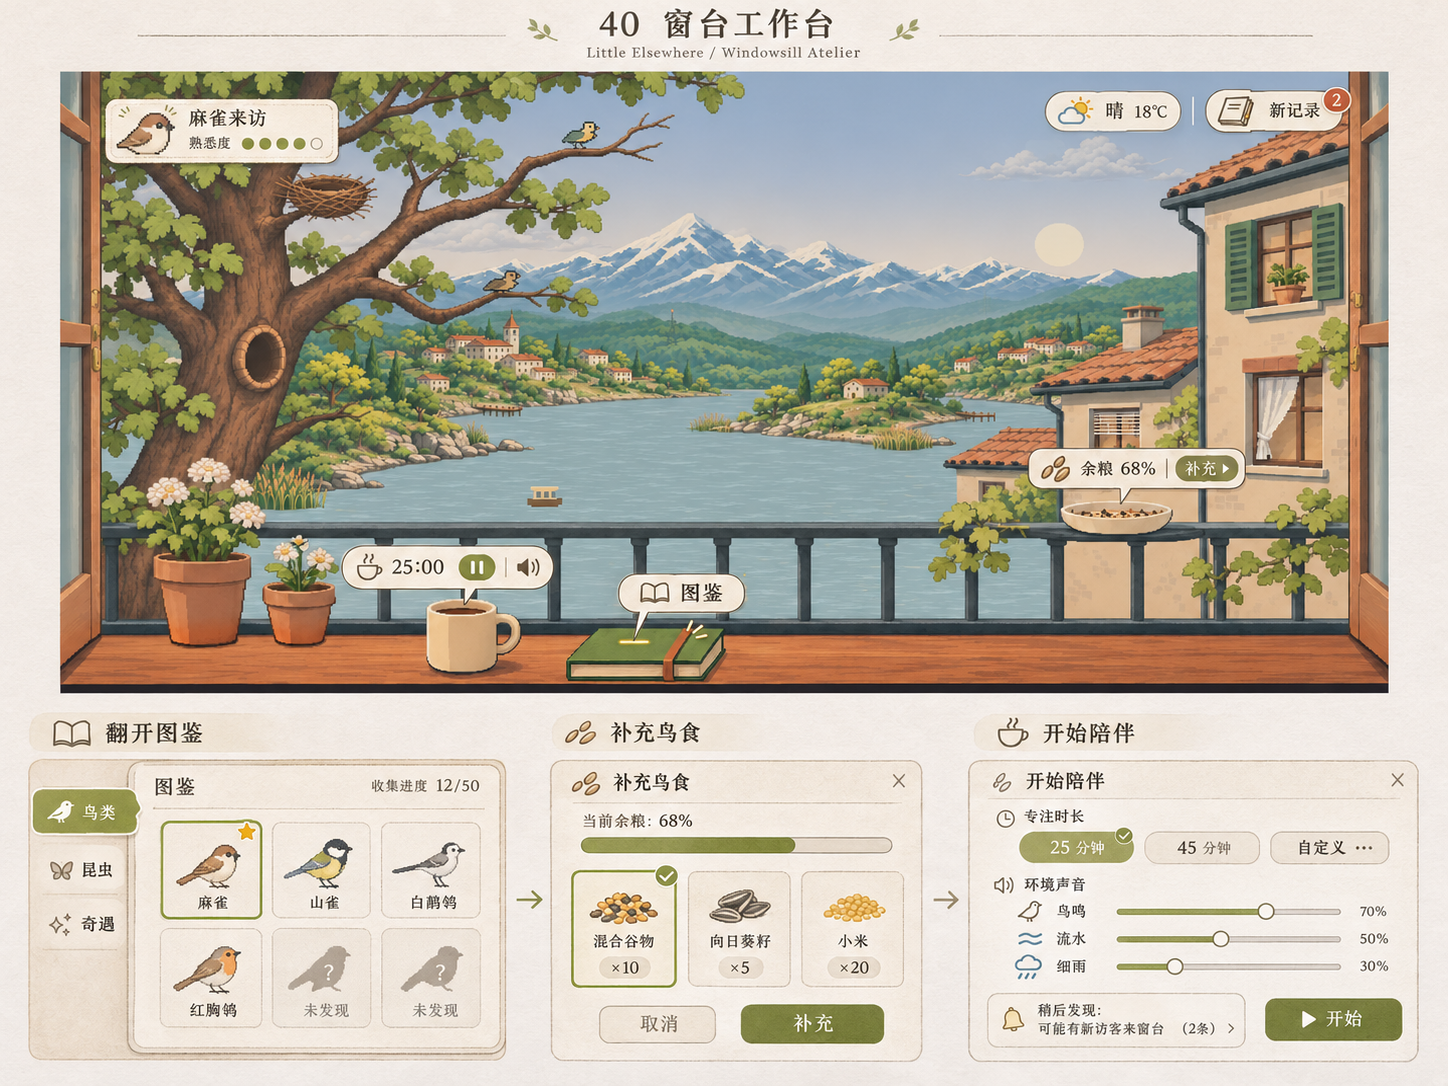 40 窗台工作台
Little Elsewhere / Windowsill Atelier
麻雀来访
熟悉度
晴 18℃
新记录
2
余粮 68%
补充
25:00
图鉴
翻开图鉴
鸟类
昆虫
奇遇
图鉴
收集进度 12/50
麻雀
山雀
白鹡鸰
红胸鸲
?
未发现
?
未发现
补充鸟食
补充鸟食
当前余粮: 68%
混合谷物
×10
向日葵籽
×5
小米
×20
取消
补充
开始陪伴
开始陪伴
专注时长
25 分钟
45 分钟
自定义 ···
环境声音
鸟鸣
70%
流水
50%
细雨
30%
稍后发现:
可能有新访客来窗台 (2条)
开始